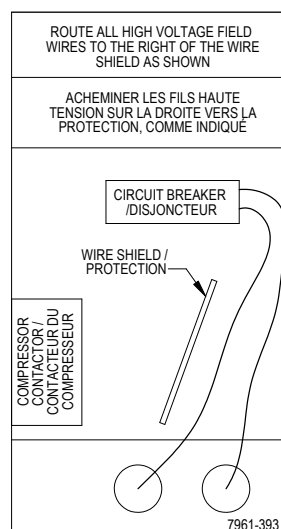 ROUTE ALL HIGH VOLTAGE FIELD
WIRES TO THE RIGHT OF THE WIRE
SHIELD AS SHOWN
ACHEMINER LES FILS HAUTE
TENSION SUR LA DROITE VERS LA
PROTECTION, COMME INDIQUÉ
CIRCUIT BREAKER
/DISJONCTEUR
WIRE SHIELD /
PROTECTION
COMPRESSOR
CONTACTOR /
CONTACTEUR DU
COMPRESSEUR
7961-393